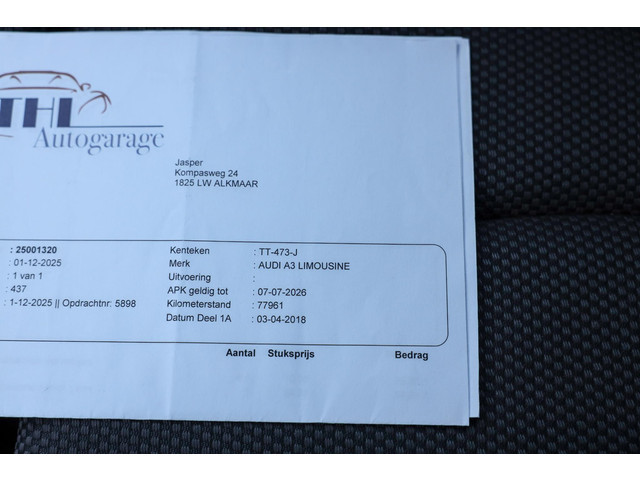 THL
Autogarage
Jasper
Kompasweg 24
1825 LW ALKMAAR
: 25001320 Kenteken : TT-473-J
: 01-12-2025 Merk : AUDI A3 LIMOUSINE
: 1 van 1 Uitvoering :
: 437 APK geldig tot : 07-07-2026
: 1-12-2025 || Opdrachtnr: 5898 Kilometerstand : 77961
Datum Deel 1A : 03-04-2018
Aantal Stuksprijs Bedrag